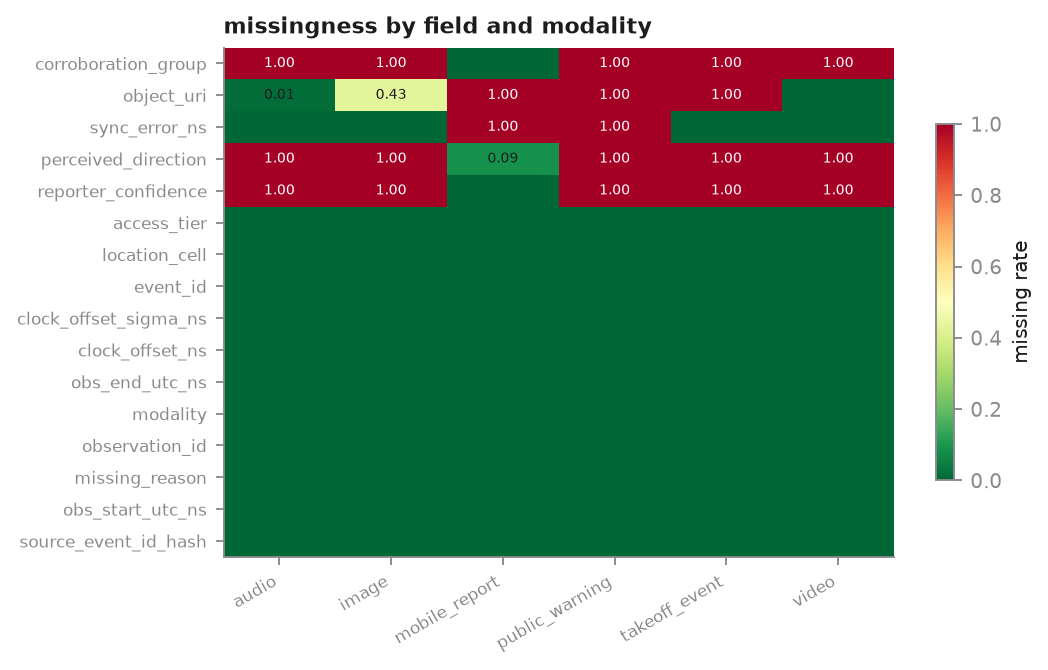 missingness by field and modality
corroboration_group 1.00 1.00 1.00 1.00 1.00
object_uri 0.01 0.43 1.00 1.00 1.00
sync_error_ns 1.00 1.00
perceived_direction 1.00 1.00 0.09 1.00 1.00 1.00
reporter_confidence 1.00 1.00 1.00 1.00 1.00
access_tier
location_cell
event_id
clock_offset_sigma_ns
clock_offset_ns
obs_end_utc_ns
modality
observation_id
missing_reason
obs_start_utc_ns
source_event_id_hash
audio image mobile_report public_warning takeoff_event video
1.0
0.8
0.6
0.4
0.2
0.0
missing rate